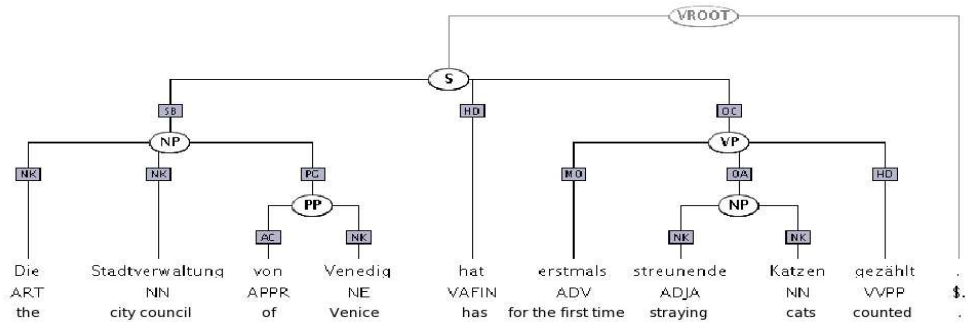 VROOT
S
SB HD OC
NP VP
NK NK PG MO OA HD
PP NP
AC NK NK NK
Die Stadtverwaltung von Venedig hat erstmals streunende Katzen gezählt .
ART NN APPR NE VAFIN ADV ADJA NN VVPP $.
the city council of Venice has for the first time straying cats counted .